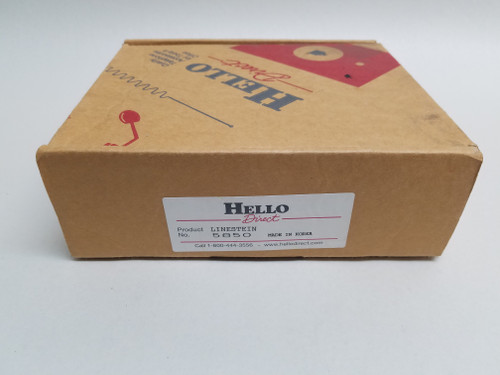 HELLO
Direct
HELLO
Direct
Product LINESTEIN
No. 5850 MADE IN KOREA
Call 1-800-444-3556 - www.hellodirect.com